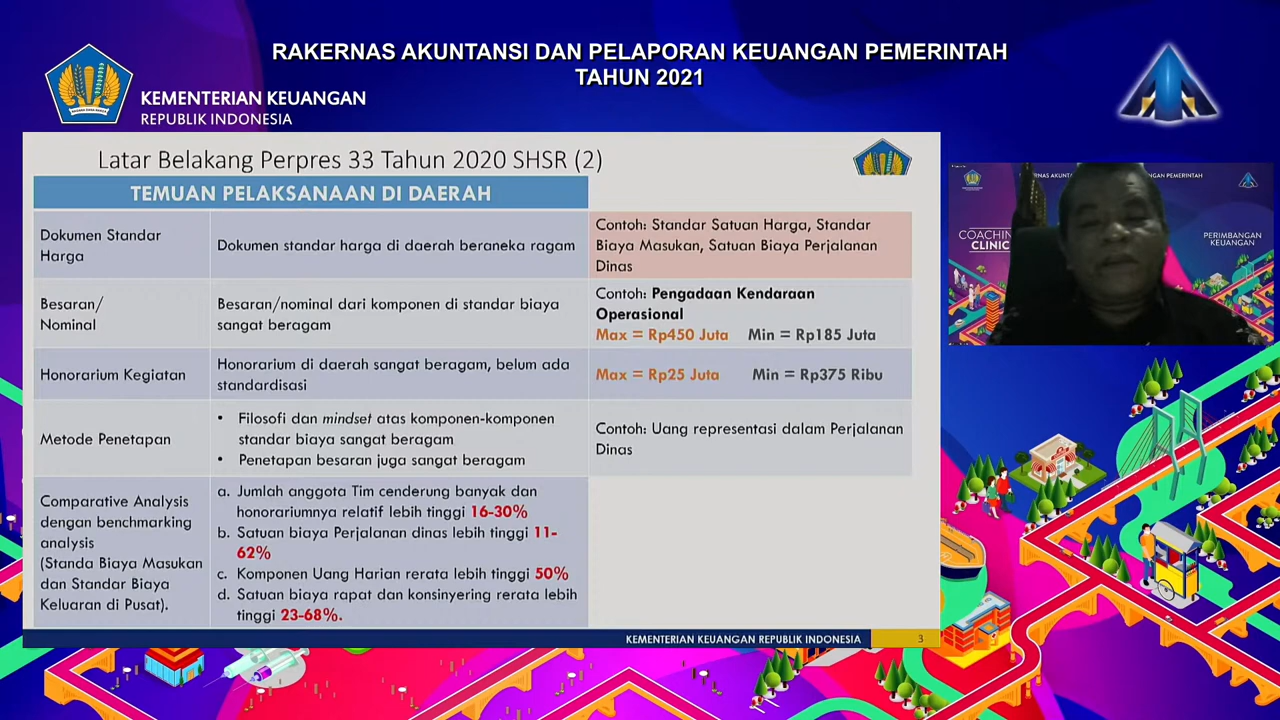 RAKERNAS AKUNTANSI DAN PELAPORAN KEUANGAN PEMERINTAH
TAHUN 2021
KEMENTERIAN KEUANGAN
REPUBLIK INDONESIA
Latar Belakang Perpres 33 Tahun 2020 SHSR (2)
TEMUAN PELAKSANAAN DI DAERAH
Dokumen Standar
Harga
Dokumen standar harga di daerah beraneka ragam
Contoh: Standar Satuan Harga, Standar
Biaya Masukan, Satuan Biaya Perjalanan
Dinas
Besaran/
Nominal
Besaran/nominal dari komponen di standar biaya
sangat beragam
Contoh: Pengadaan Kendaraan
Operasional
Max = Rp450 Juta Min = Rp185 Juta
Honorarium Kegiatan
Honorarium di daerah sangat beragam, belum ada
standardisasi
Max = Rp25 Juta Min = Rp375 Ribu
Metode Penetapan
• Filosofi dan mindset atas komponen-komponen
standar biaya sangat beragam
• Penetapan besaran juga sangat beragam
Contoh: Uang representasi dalam Perjalanan
Dinas
Comparative Analysis
dengan benchmarking
analysis
(Standa Biaya Masukan
dan Standar Biaya
Keluaran di Pusat).
a. Jumlah anggota Tim cenderung banyak dan
honorariumnya relatif lebih tinggi 16-30%
b. Satuan biaya Perjalanan dinas lebih tinggi 11-
62%
c. Komponen Uang Harian rerata lebih tinggi 50%
d. Satuan biaya rapat dan konsinyering rerata lebih
tinggi 23-68%.
KEMENTERIAN KEUANGAN REPUBLIK INDONESIA
3
RNAS AKUNTA
GAN PEMERINTAH
COACHIN
CLINIC
PERIMBANGAN
KEUANGAN